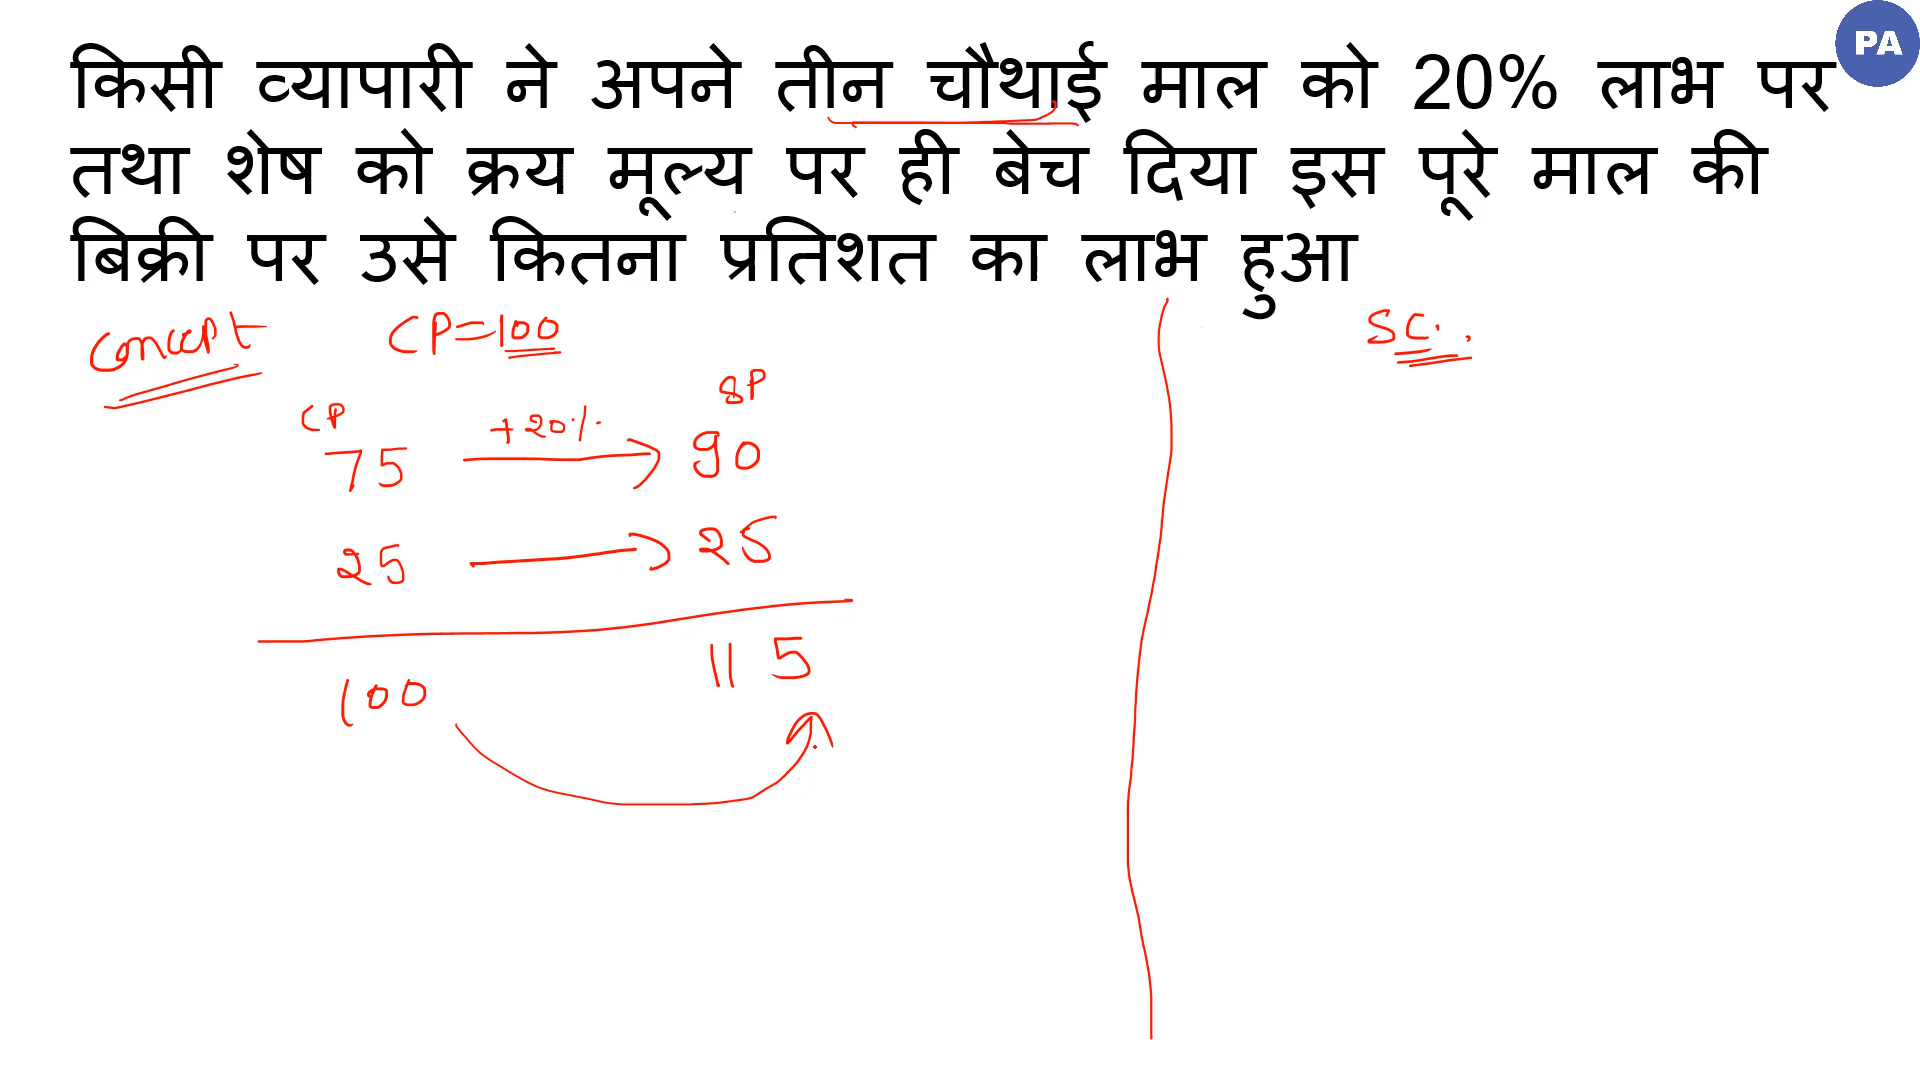 PA
किसी व्यापारी ने अपने तीन चौथाई माल को 20% लाभ पर
तथा शेष को क्रय मूल्य पर ही बेच दिया इस पूरे माल की
बिक्री पर उसे कितना प्रतिशत का लाभ हुआ
Concept CP=100
SC.
CP SP
75 +20% 90
25 25
100 115